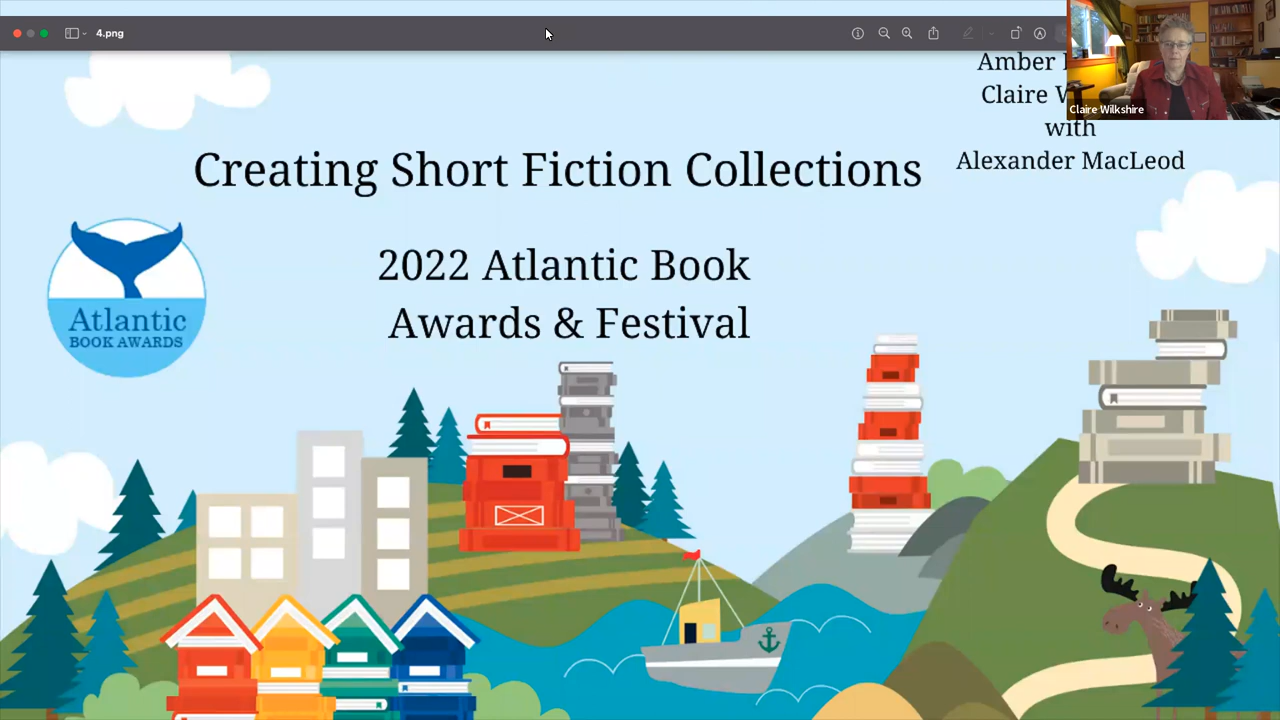 4.png
Amber
Claire
with
Alexander MacLeod
Claire Wilkshire
Creating Short Fiction Collections
2022 Atlantic Book
Awards & Festival
Atlantic
BOOK AWARDS